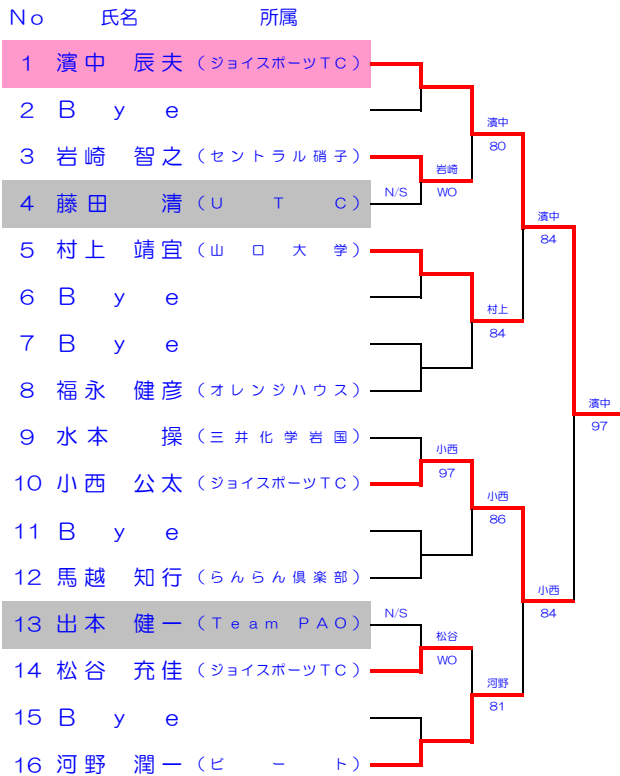 No 氏名 所属
1 濱中 辰夫 (ジョイスポーツTC)
2 Bye
濱中
3 岩崎 智之 (セントラル硝子)
80
岩崎
N/S
WO
4 藤田 清 (UTC)
濱中
84
5 村上 靖宜 (山口大学)
6 Bye
村上
84
7 Bye
8 福永 健彦 (オレンジハウス)
濱中
97
9 水本 操 (三井化学岩国)
小西
97
10 小西 公太 (ジョイスポーツTC)
小西
86
11 Bye
12 馬越 知行 (らんらん倶楽部)
小西
84
N/S
13 出本 健一 (Team PAO)
松谷
WO
14 松谷 充佳 (ジョイスポーツTC)
河野
81
15 Bye
16 河野 潤一 (ビート)